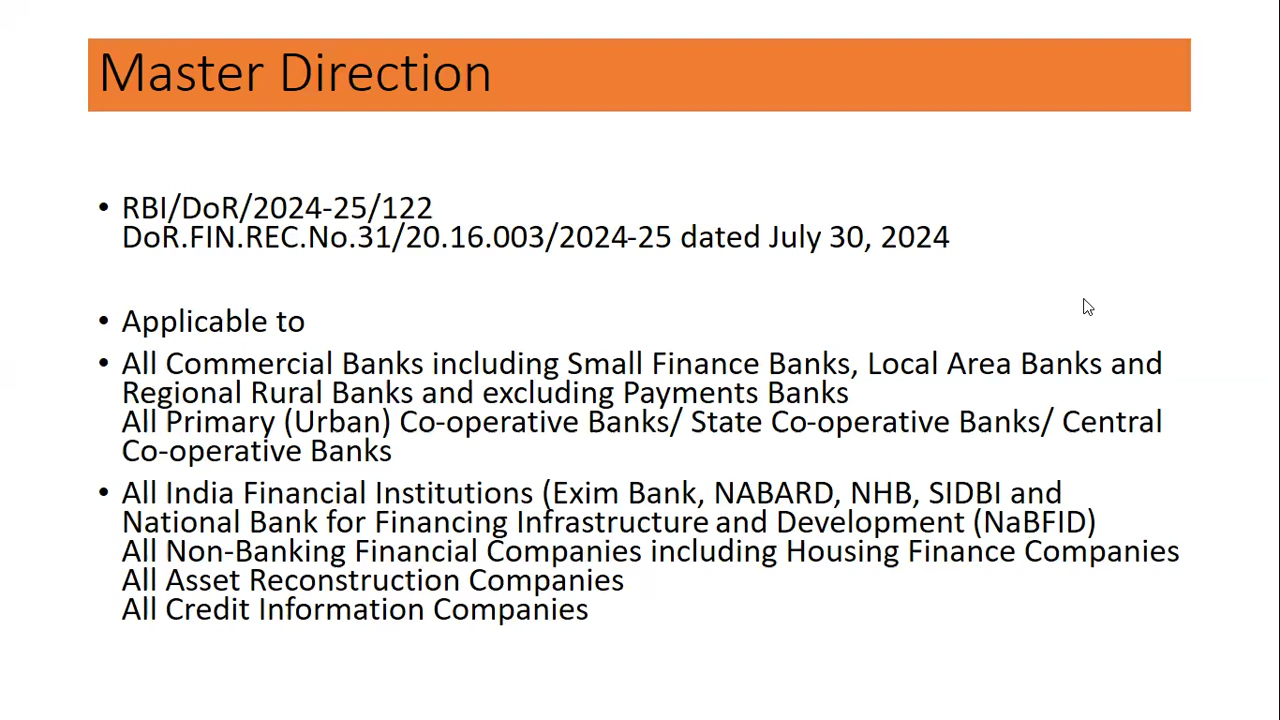 Master Direction
• RBI/DoR/2024-25/122
DoR.FIN.REC.No.31/20.16.003/2024-25 dated July 30, 2024
• Applicable to
• All Commercial Banks including Small Finance Banks, Local Area Banks and
Regional Rural Banks and excluding Payments Banks
All Primary (Urban) Co-operative Banks/ State Co-operative Banks/ Central
Co-operative Banks
• All India Financial Institutions (Exim Bank, NABARD, NHB, SIDBI and
National Bank for Financing Infrastructure and Development (NaBFID)
All Non-Banking Financial Companies including Housing Finance Companies
All Asset Reconstruction Companies
All Credit Information Companies